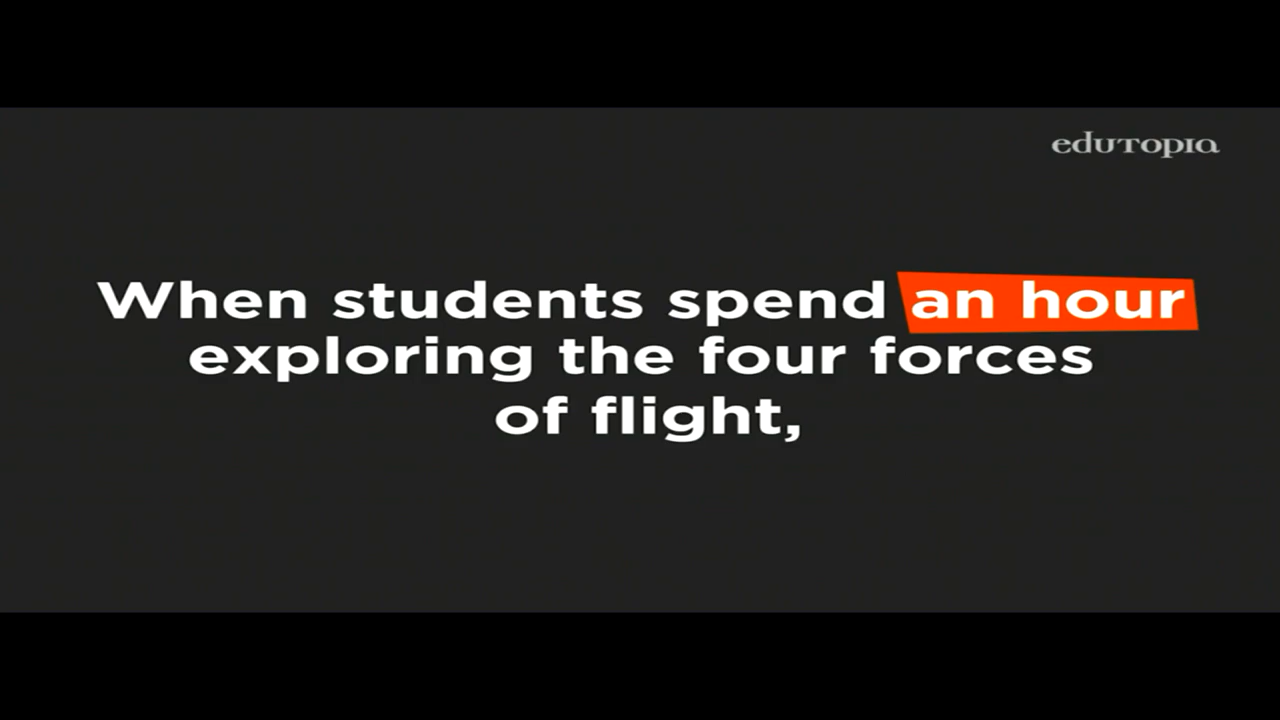 edutopia
When students spend an hour
exploring the four forces
of flight,